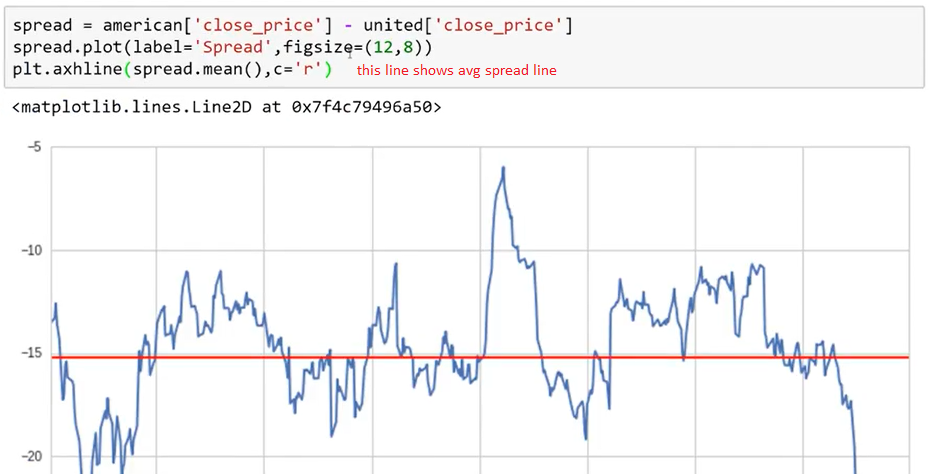 spread = american['close_price'] - united['close_price']
spread.plot(label='Spread',figsize=(12,8))
plt.axhline(spread.mean(),c='r') this line shows avg spread line
<matplotlib.lines.Line2D at 0x7f4c79496a50>
−5
−10
−15
−20